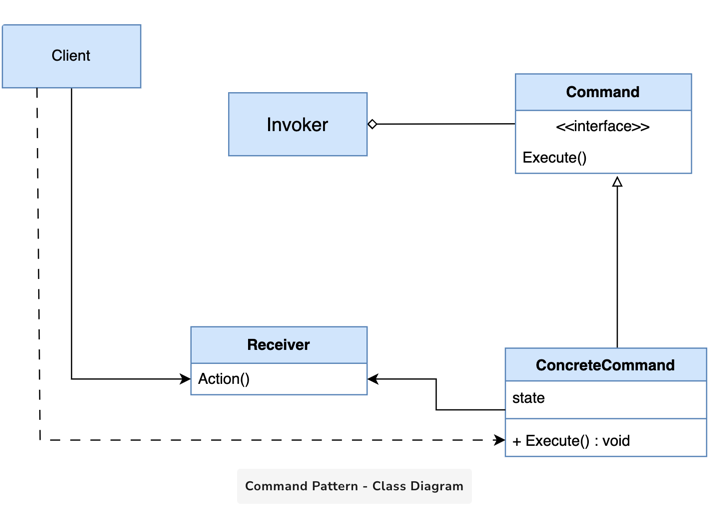 Client
Invoker
Command
<<interface>>
Execute()
Receiver
Action()
ConcreteCommand
state
+ Execute() : void
Command Pattern - Class Diagram